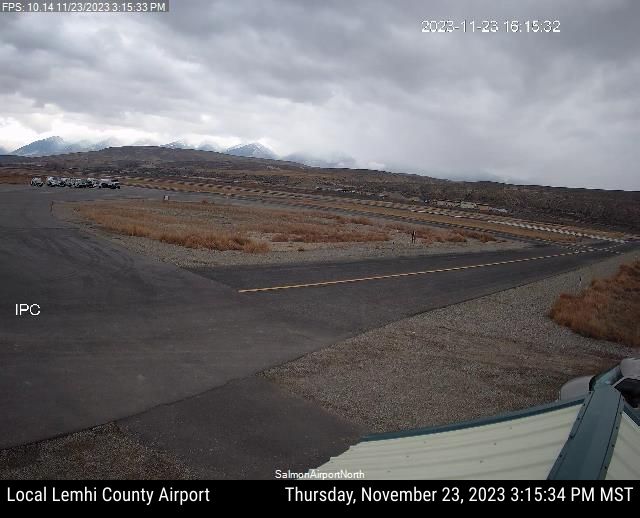 FPS: 10.14 11/23/2023 3:15:33 PM
2023-11-23 16:15:32
IPC
SalmonAirportNorth
Local Lemhi County Airport
Thursday, November 23, 2023 3:15:34 PM MST